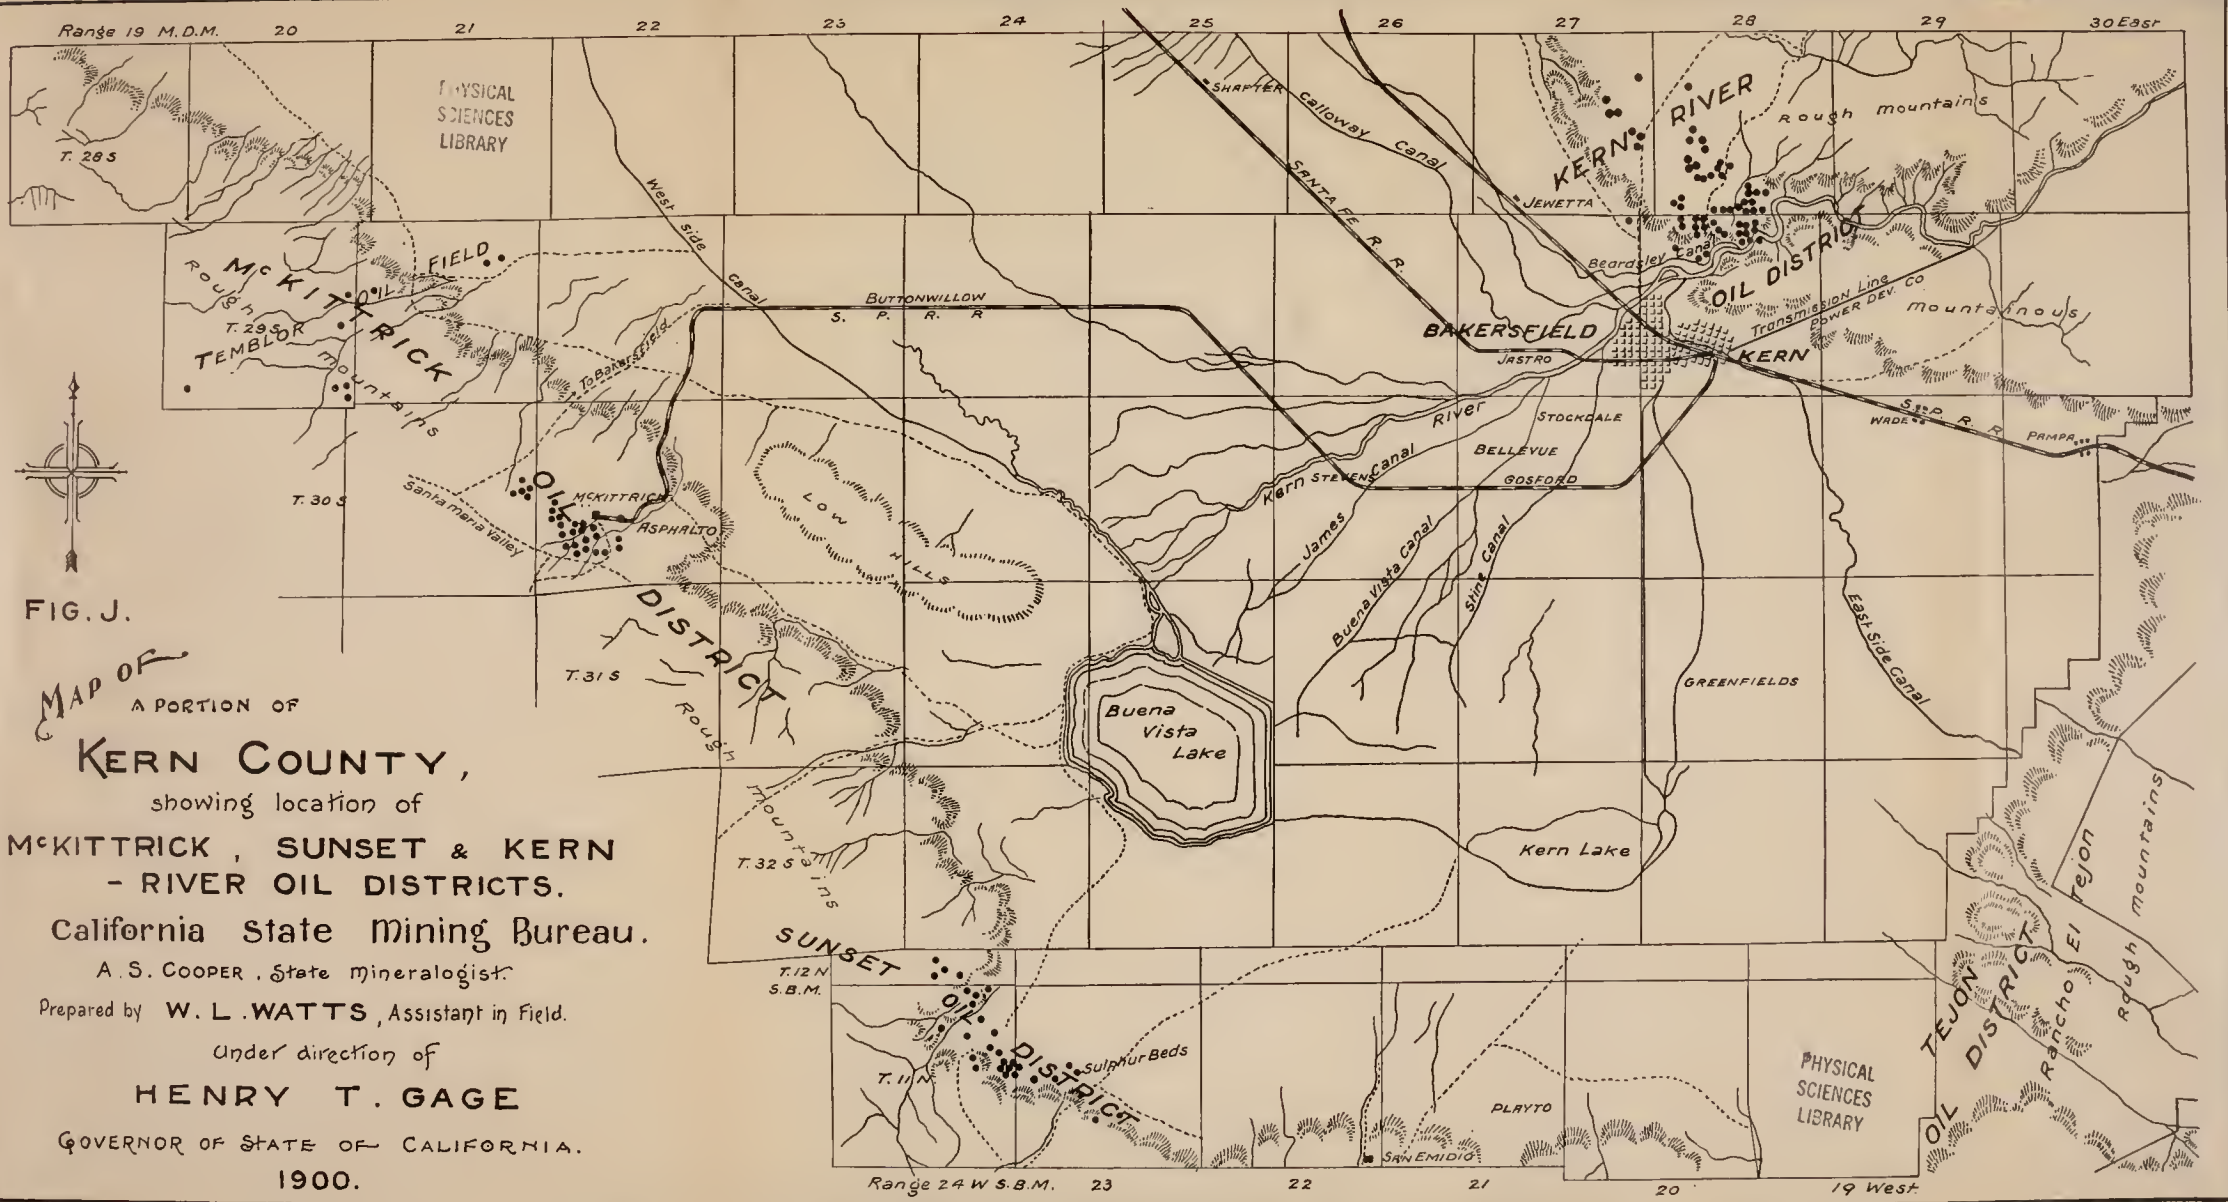 Range 19 M.D.M. 20 21 22 23 24 25 26 27 28 29 30 East
PHYSICAL
SCIENCES
LIBRARY
T. 28 S
SHAFTER
Calloway Canal
SANTA FE R. R.
JEWETTA
KERN RIVER
OIL DISTRICT
Rough mountains
Beardsley Canal
Transmission Line
POWER DEV. CO
mountainous
West Side Canal
McKITTRICK
OIL FIELD
Rough
mountains
T. 29 S
TEMBLOR
BUTTONWILLOW
S. P. R. R
To Bakersfield
BAKERSFIELD
JASTRO
KERN
S. P. R. R
WADE
PAMPA
Kern River
STOCKDALE
BELLEVUE
STEVENS
GOSFORD
Canal
James
Buena Vista Canal
Stine Canal
East Side Canal
T. 30 S
Santa maria Valley
OIL
McKITTRICK
ASPHALTO
DISTRICT
LOW
HILLS
T. 31 S
Rough
mountains
GREENFIELDS
Buena
Vista
Lake
Kern Lake
T. 32 S
SUNSET
OIL
DISTRICT
T. 12 N
S.B.M.
T. 11 N
Sulphur Beds
SAN EMIDIO
PLAYTO
Rancho El Tejon
Rough mountains
TEJON
OIL DISTRICT
PHYSICAL
SCIENCES
LIBRARY
Range 24 W S.B.M. 23 22 21 20 19 West
FIG. J.
MAP OF
A PORTION OF
KERN COUNTY,
showing location of
McKITTRICK, SUNSET & KERN
- RIVER OIL DISTRICTS.
California State Mining Bureau.
A. S. COOPER, State Mineralogist.
Prepared by W. L. WATTS, Assistant in Field.
Under direction of
HENRY T. GAGE
GOVERNOR OF STATE OF CALIFORNIA.
1900.